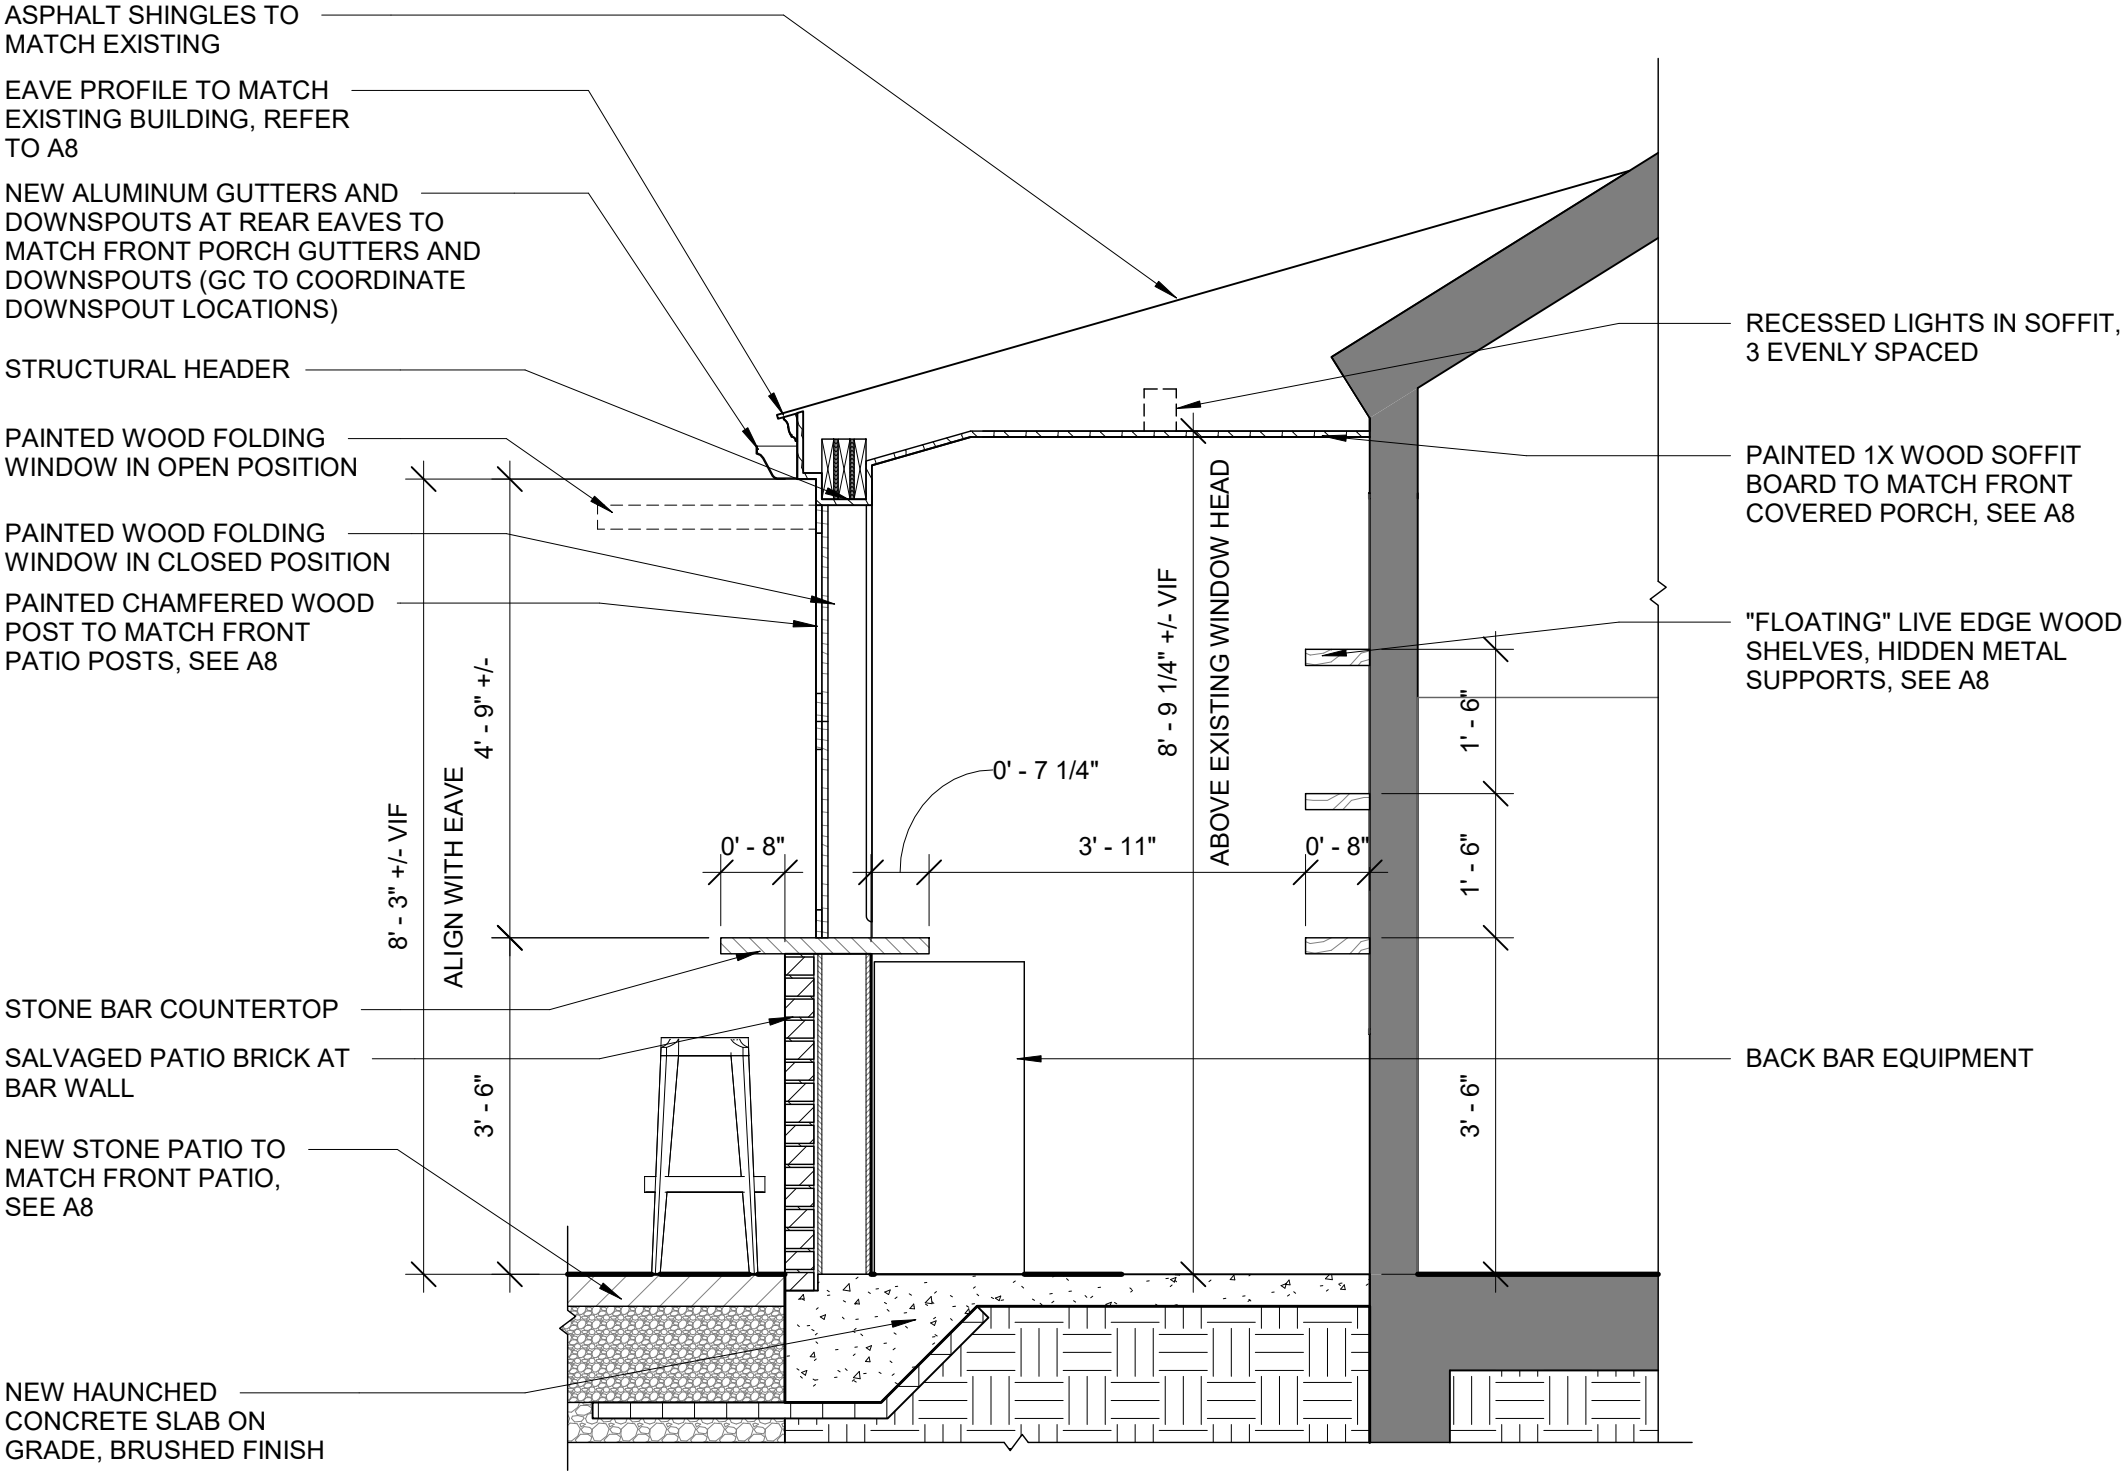 ASPHALT SHINGLES TO
MATCH EXISTING
EAVE PROFILE TO MATCH
EXISTING BUILDING, REFER
TO A8
NEW ALUMINUM GUTTERS AND
DOWNSPOUTS AT REAR EAVES TO
MATCH FRONT PORCH GUTTERS AND
DOWNSPOUTS (GC TO COORDINATE
DOWNSPOUT LOCATIONS)
STRUCTURAL HEADER
PAINTED WOOD FOLDING
WINDOW IN OPEN POSITION
PAINTED WOOD FOLDING
WINDOW IN CLOSED POSITION
PAINTED CHAMFERED WOOD
POST TO MATCH FRONT
PATIO POSTS, SEE A8
STONE BAR COUNTERTOP
SALVAGED PATIO BRICK AT
BAR WALL
NEW STONE PATIO TO
MATCH FRONT PATIO,
SEE A8
NEW HAUNCHED
CONCRETE SLAB ON
GRADE, BRUSHED FINISH
8' - 3" +/- VIF
ALIGN WITH EAVE
4' - 9" +/-
3' - 6"
0' - 8"
0' - 7 1/4"
3' - 11"
0' - 8"
8' - 9 1/4" +/- VIF
ABOVE EXISTING WINDOW HEAD
1' - 6"
1' - 6"
3' - 6"
RECESSED LIGHTS IN SOFFIT,
3 EVENLY SPACED
PAINTED 1X WOOD SOFFIT
BOARD TO MATCH FRONT
COVERED PORCH, SEE A8
"FLOATING" LIVE EDGE WOOD
SHELVES, HIDDEN METAL
SUPPORTS, SEE A8
BACK BAR EQUIPMENT